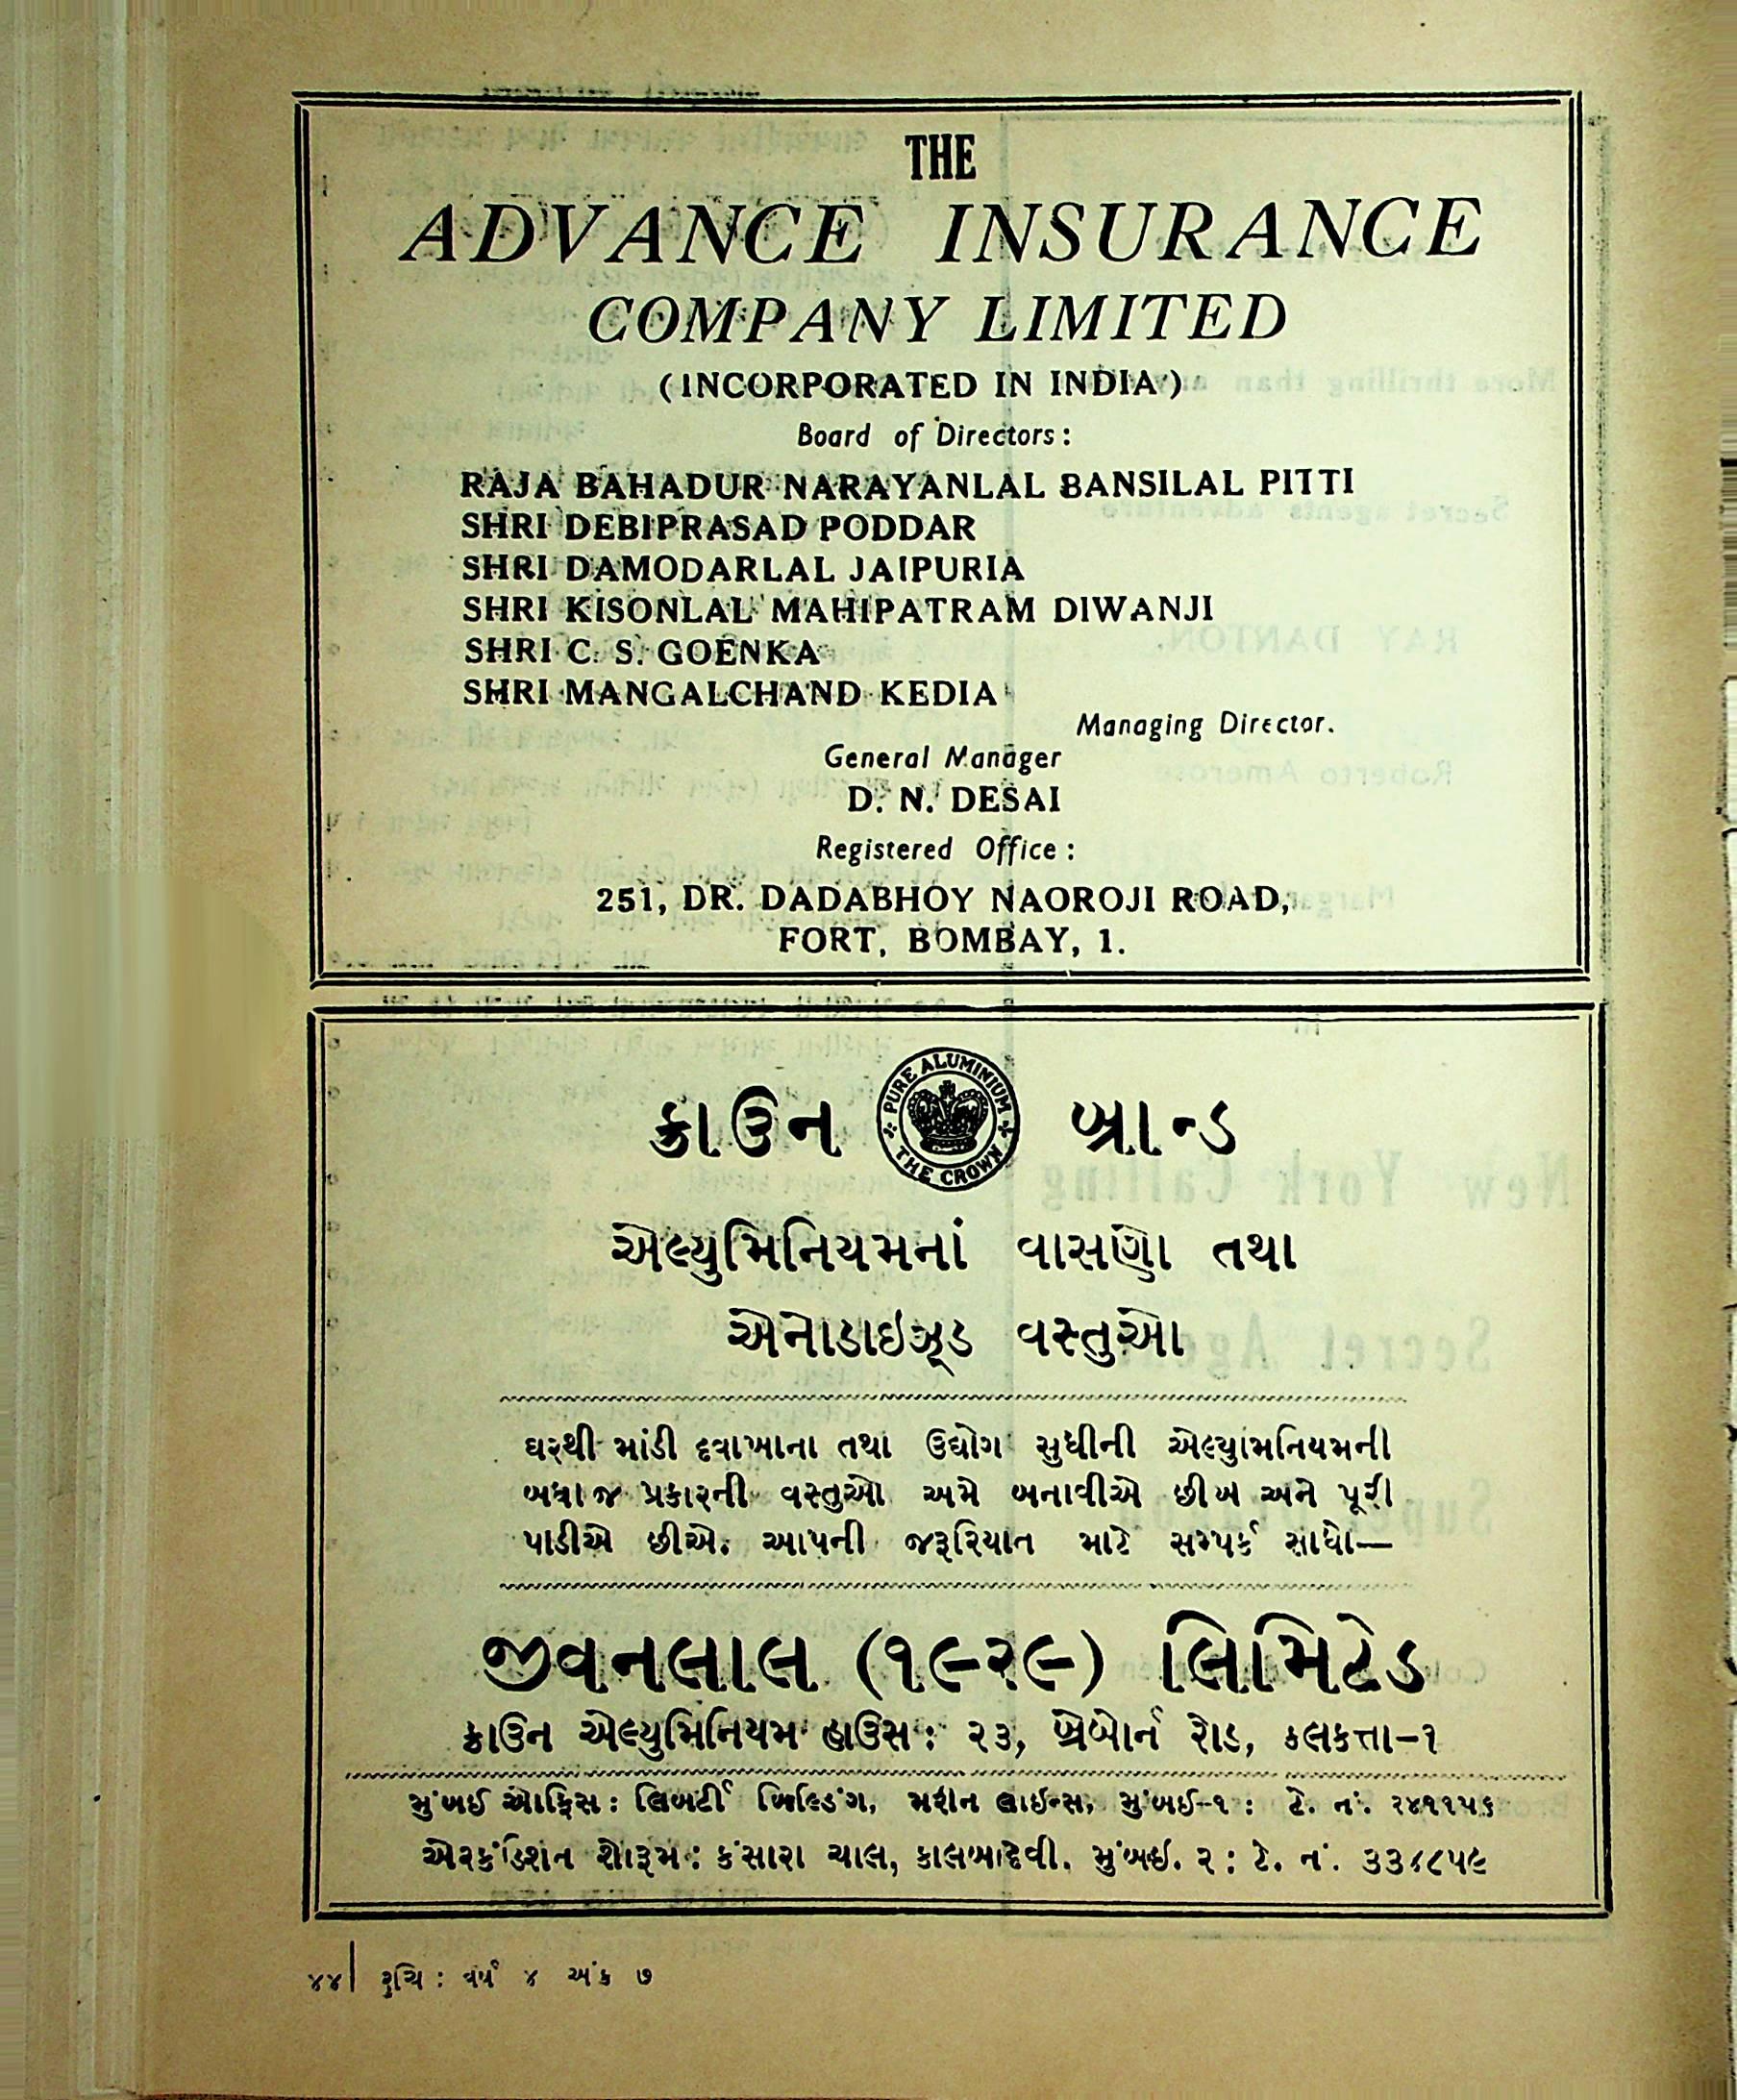 THE
ADVANCE INSURANCE
COMPANY LIMITED
(INCORPORATED IN INDIA)
Board of Directors:
RAJA BAHADUR NARAYANLAL BANSILAL PITTI
SHRI DEBIPRASAD PODDAR
SHRI DAMODARLAL JAIPURIA
SHRI KISONLAL MAHIPATRAM DIWANJI
SHRI C. S. GOENKA
SHRI MANGALCHAND KEDIA
Managing Director.
General Manager
D. N. DESAI
Registered Office:
251, DR. DADABHOY NAOROJI ROAD,
FORT, BOMBAY, 1.
ક્રાઉન PURE ALUMINIUM THE CROWN બ્રાન્ડ
એલ્યુમિનિયમનાં વાસણો તથા
એનોડાઇઝ્ડ વસ્તુઓ
ઘરથી માંડી દવાખાના તથા ઉદ્યોગ સુધીની એલ્યુમિનિયમની
બધા જ પ્રકારની વસ્તુઓ અમે બનાવીએ છીએ અને પૂરી
પાડીએ છીએ. આપની જરૂરિયાત માટે સમ્પર્ક સાધો—
જીવનલાલ (૧૯૨૯) લિમિટેડ
ક્રાઉન એલ્યુમિનિયમ હાઉસ: ૨૩, બ્રેબોર્ન રોડ, કલકત્તા-૧
મુંબઈ ઓફિસ: લિબર્ટી બિલ્ડિંગ, મરીન લાઈન્સ, મુંબઈ-૧ : ટે. નં. ૨૪૧૧૫૬
એરકંડિશન શોરૂમ: કંસારા ચાલ, કાલબાદેવી, મુંબઈ. ૨ : ટે. નં.
૪૪ રુચિ : વર્ષ ૪ અંક ૭